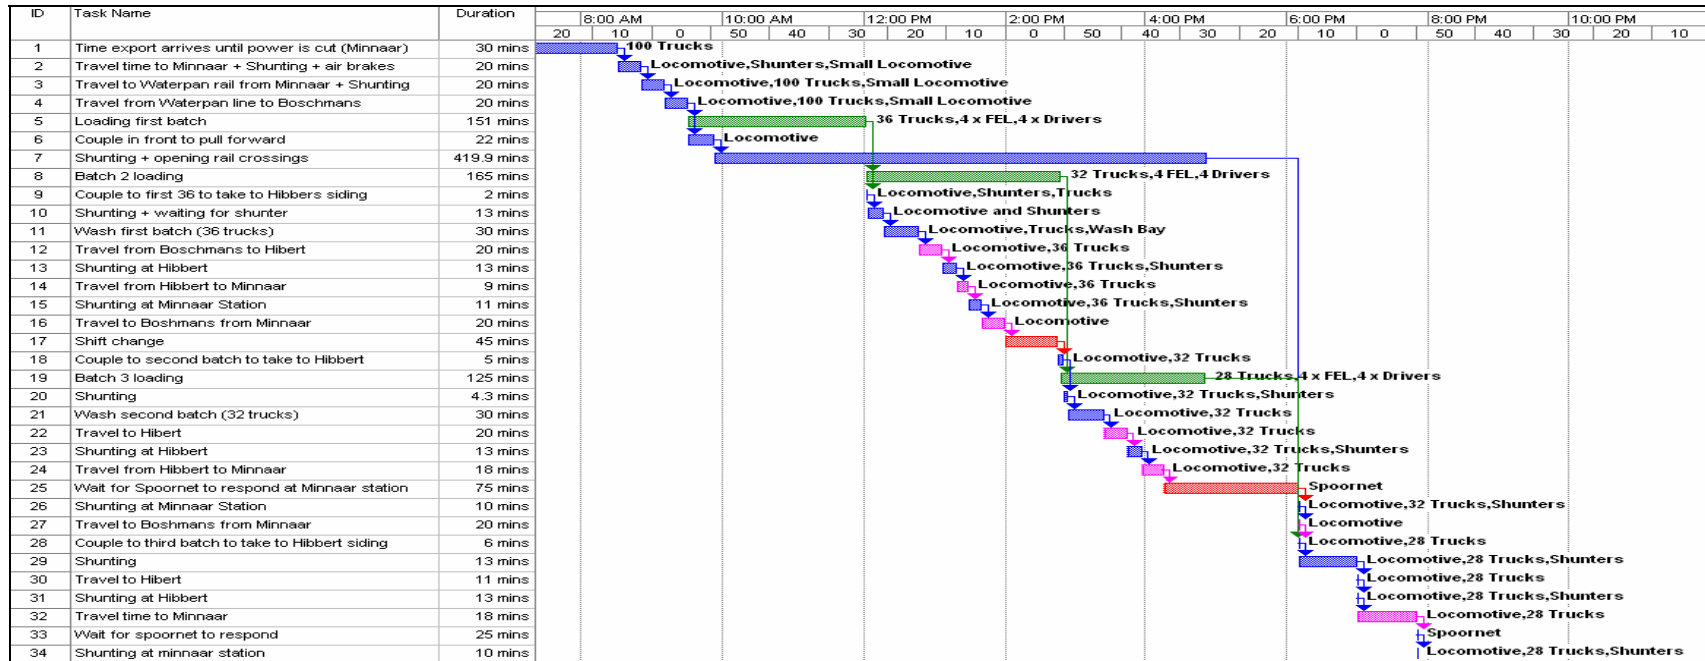 ID Task Name Duration 8:00 AM 10:00 AM 12:00 PM 2:00 PM 4:00 PM 6:00 PM 8:00 PM 10:00 PM
20 10 0 50 40 30 20 10 0 50 40 30 20 10 0 50 40 30 20 10
1 Time export arrives until power is cut (Minnaar) 30 mins 100 Trucks
2 Travel time to Minnaar + Shunting + air brakes 20 mins Locomotive,Shunters,Small Locomotive
3 Travel to Waterpan rail from Minnaar + Shunting 20 mins Locomotive,100 Trucks,Small Locomotive
4 Travel from Waterpan line to Boschmans 20 mins Locomotive,100 Trucks,Small Locomotive
5 Loading first batch 151 mins 36 Trucks,4 x FEL,4 x Drivers
6 Couple in front to pull forward 22 mins Locomotive
7 Shunting + opening rail crossings 419.9 mins
8 Batch 2 loading 165 mins 32 Trucks,4 FEL,4 Drivers
9 Couple to first 36 to take to Hibbers siding 2 mins Locomotive,Shunters,Trucks
10 Shunting + waiting for shunter 13 mins Locomotive and Shunters
11 Wash first batch (36 trucks) 30 mins Locomotive,Trucks,Wash Bay
12 Travel from Boschmans to Hibert 20 mins Locomotive,36 Trucks
13 Shunting at Hibbert 13 mins Locomotive,36 Trucks,Shunters
14 Travel from Hibbert to Minnaar 9 mins Locomotive,36 Trucks
15 Shunting at Minnaar Station 11 mins Locomotive,36 Trucks,Shunters
16 Travel to Boshmans from Minnaar 20 mins Locomotive
17 Shift change 45 mins
18 Couple to second batch to take to Hibbert 5 mins Locomotive,32 Trucks
19 Batch 3 loading 125 mins 28 Trucks,4 x FEL,4 x Drivers
20 Shunting 4.3 mins Locomotive,32 Trucks,Shunters
21 Wash second batch (32 trucks) 30 mins Locomotive,32 Trucks
22 Travel to Hibert 20 mins Locomotive,32 Trucks
23 Shunting at Hibbert 13 mins Locomotive,32 Trucks,Shunters
24 Travel from Hibbert to Minnaar 18 mins Locomotive,32 Trucks
25 Wait for Spoornet to respond at Minnaar station 75 mins Spoornet
26 Shunting at Minnaar Station 10 mins Locomotive,32 Trucks,Shunters
27 Travel to Boshmans from Minnaar 20 mins Locomotive
28 Couple to third batch to take to Hibbert siding 6 mins Locomotive,28 Trucks
29 Shunting 13 mins Locomotive,28 Trucks,Shunters
30 Travel to Hibert 11 mins Locomotive,28 Trucks
31 Shunting at Hibbert 13 mins Locomotive,28 Trucks,Shunters
32 Travel time to Minnaar 18 mins Locomotive,28 Trucks
33 Wait for spoornet to respond 25 mins Spoornet
34 Shunting at minnaar station 10 mins Locomotive,28 Trucks,Shunters